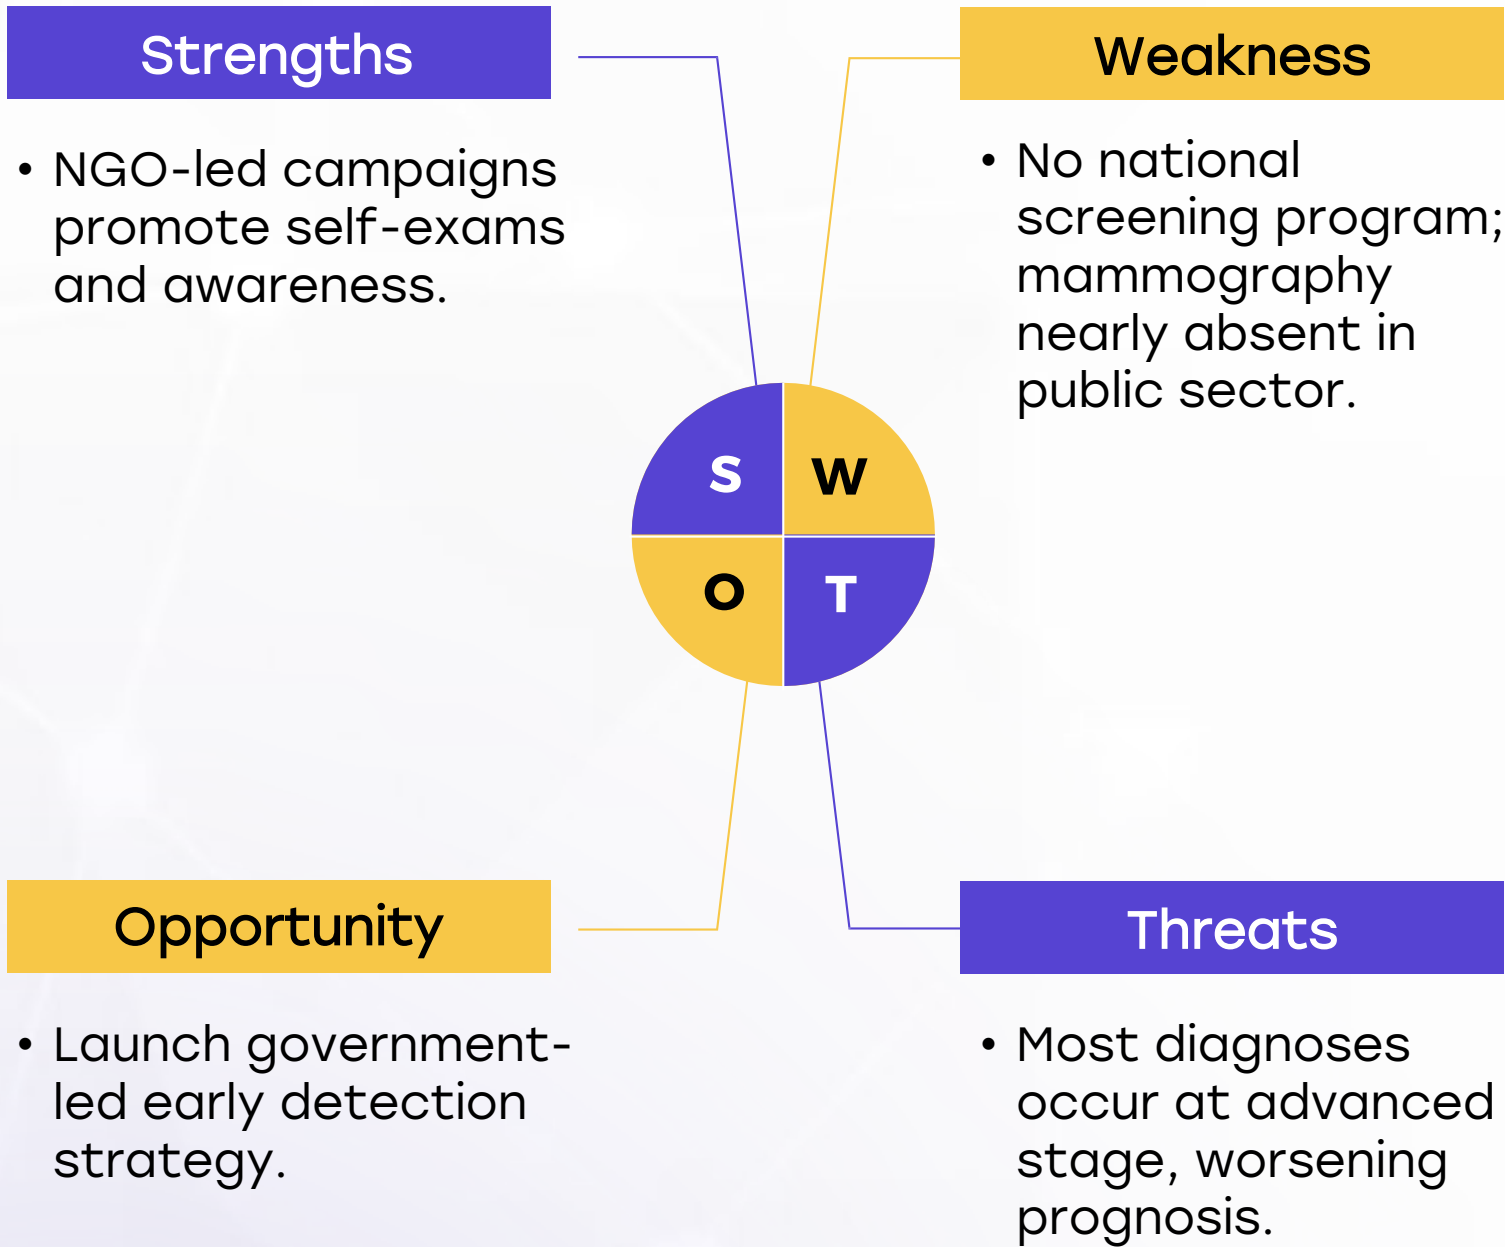 Strengths
• NGO-led campaigns
promote self-exams
and awareness.
Weakness
• No national
screening program;
mammography
nearly absent in
public sector.
S
W
O
T
Opportunity
• Launch government-
led early detection
strategy.
Threats
• Most diagnoses
occur at advanced
stage, worsening
prognosis.